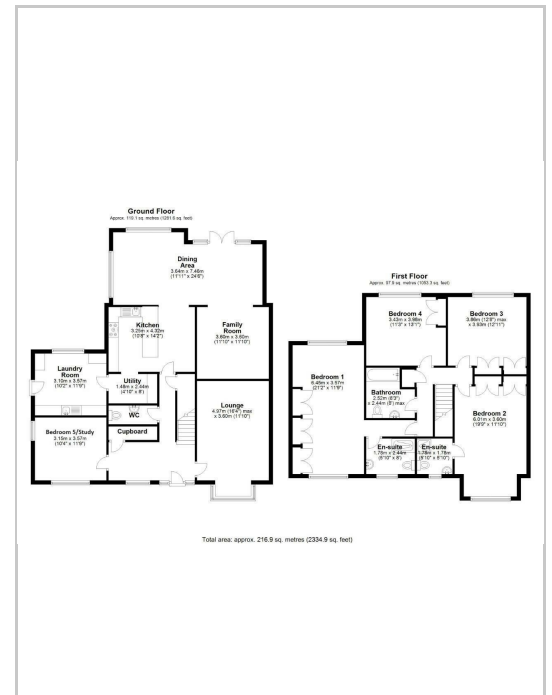 Ground Floor
Approx. 119.1 sq. metres (1281.6 sq. feet)
Dining
Area
3.64m x 7.46m
(11'11" x 24'6")
Kitchen
3.25m x 4.32m
(10'8" x 14'2")
Family
Room
3.60m x 3.60m
(11'10" x 11'10")
Laundry
Room
3.10m x 3.57m
(10'2" x 11'9")
Utility
1.48m x 2.44m
(4'10" x 8')
WC
Cupboard
Lounge
4.97m (16'4") max
x 3.60m (11'10")
Bedroom 5/Study
3.15m x 3.57m
(10'4" x 11'9")
First Floor
Approx. 97.8 sq. metres (1053.3 sq. feet)
Bedroom 4
3.43m x 3.98m
(11'3" x 13'1")
Bedroom 3
3.86m (12'8") max
x 3.93m (12'11")
Bedroom 1
6.45m x 3.57m
(21'2" x 11'9")
Bathroom
2.52m (8'3")
x 2.44m (8') max
Bedroom 2
6.01m x 3.60m
(19'9" x 11'10")
En-suite
1.78m x 2.44m
(5'10" x 8')
En-suite
1.78m x 1.78m
(5'10" x 5'10")
Total area: approx. 216.9 sq. metres (2334.9 sq. feet)